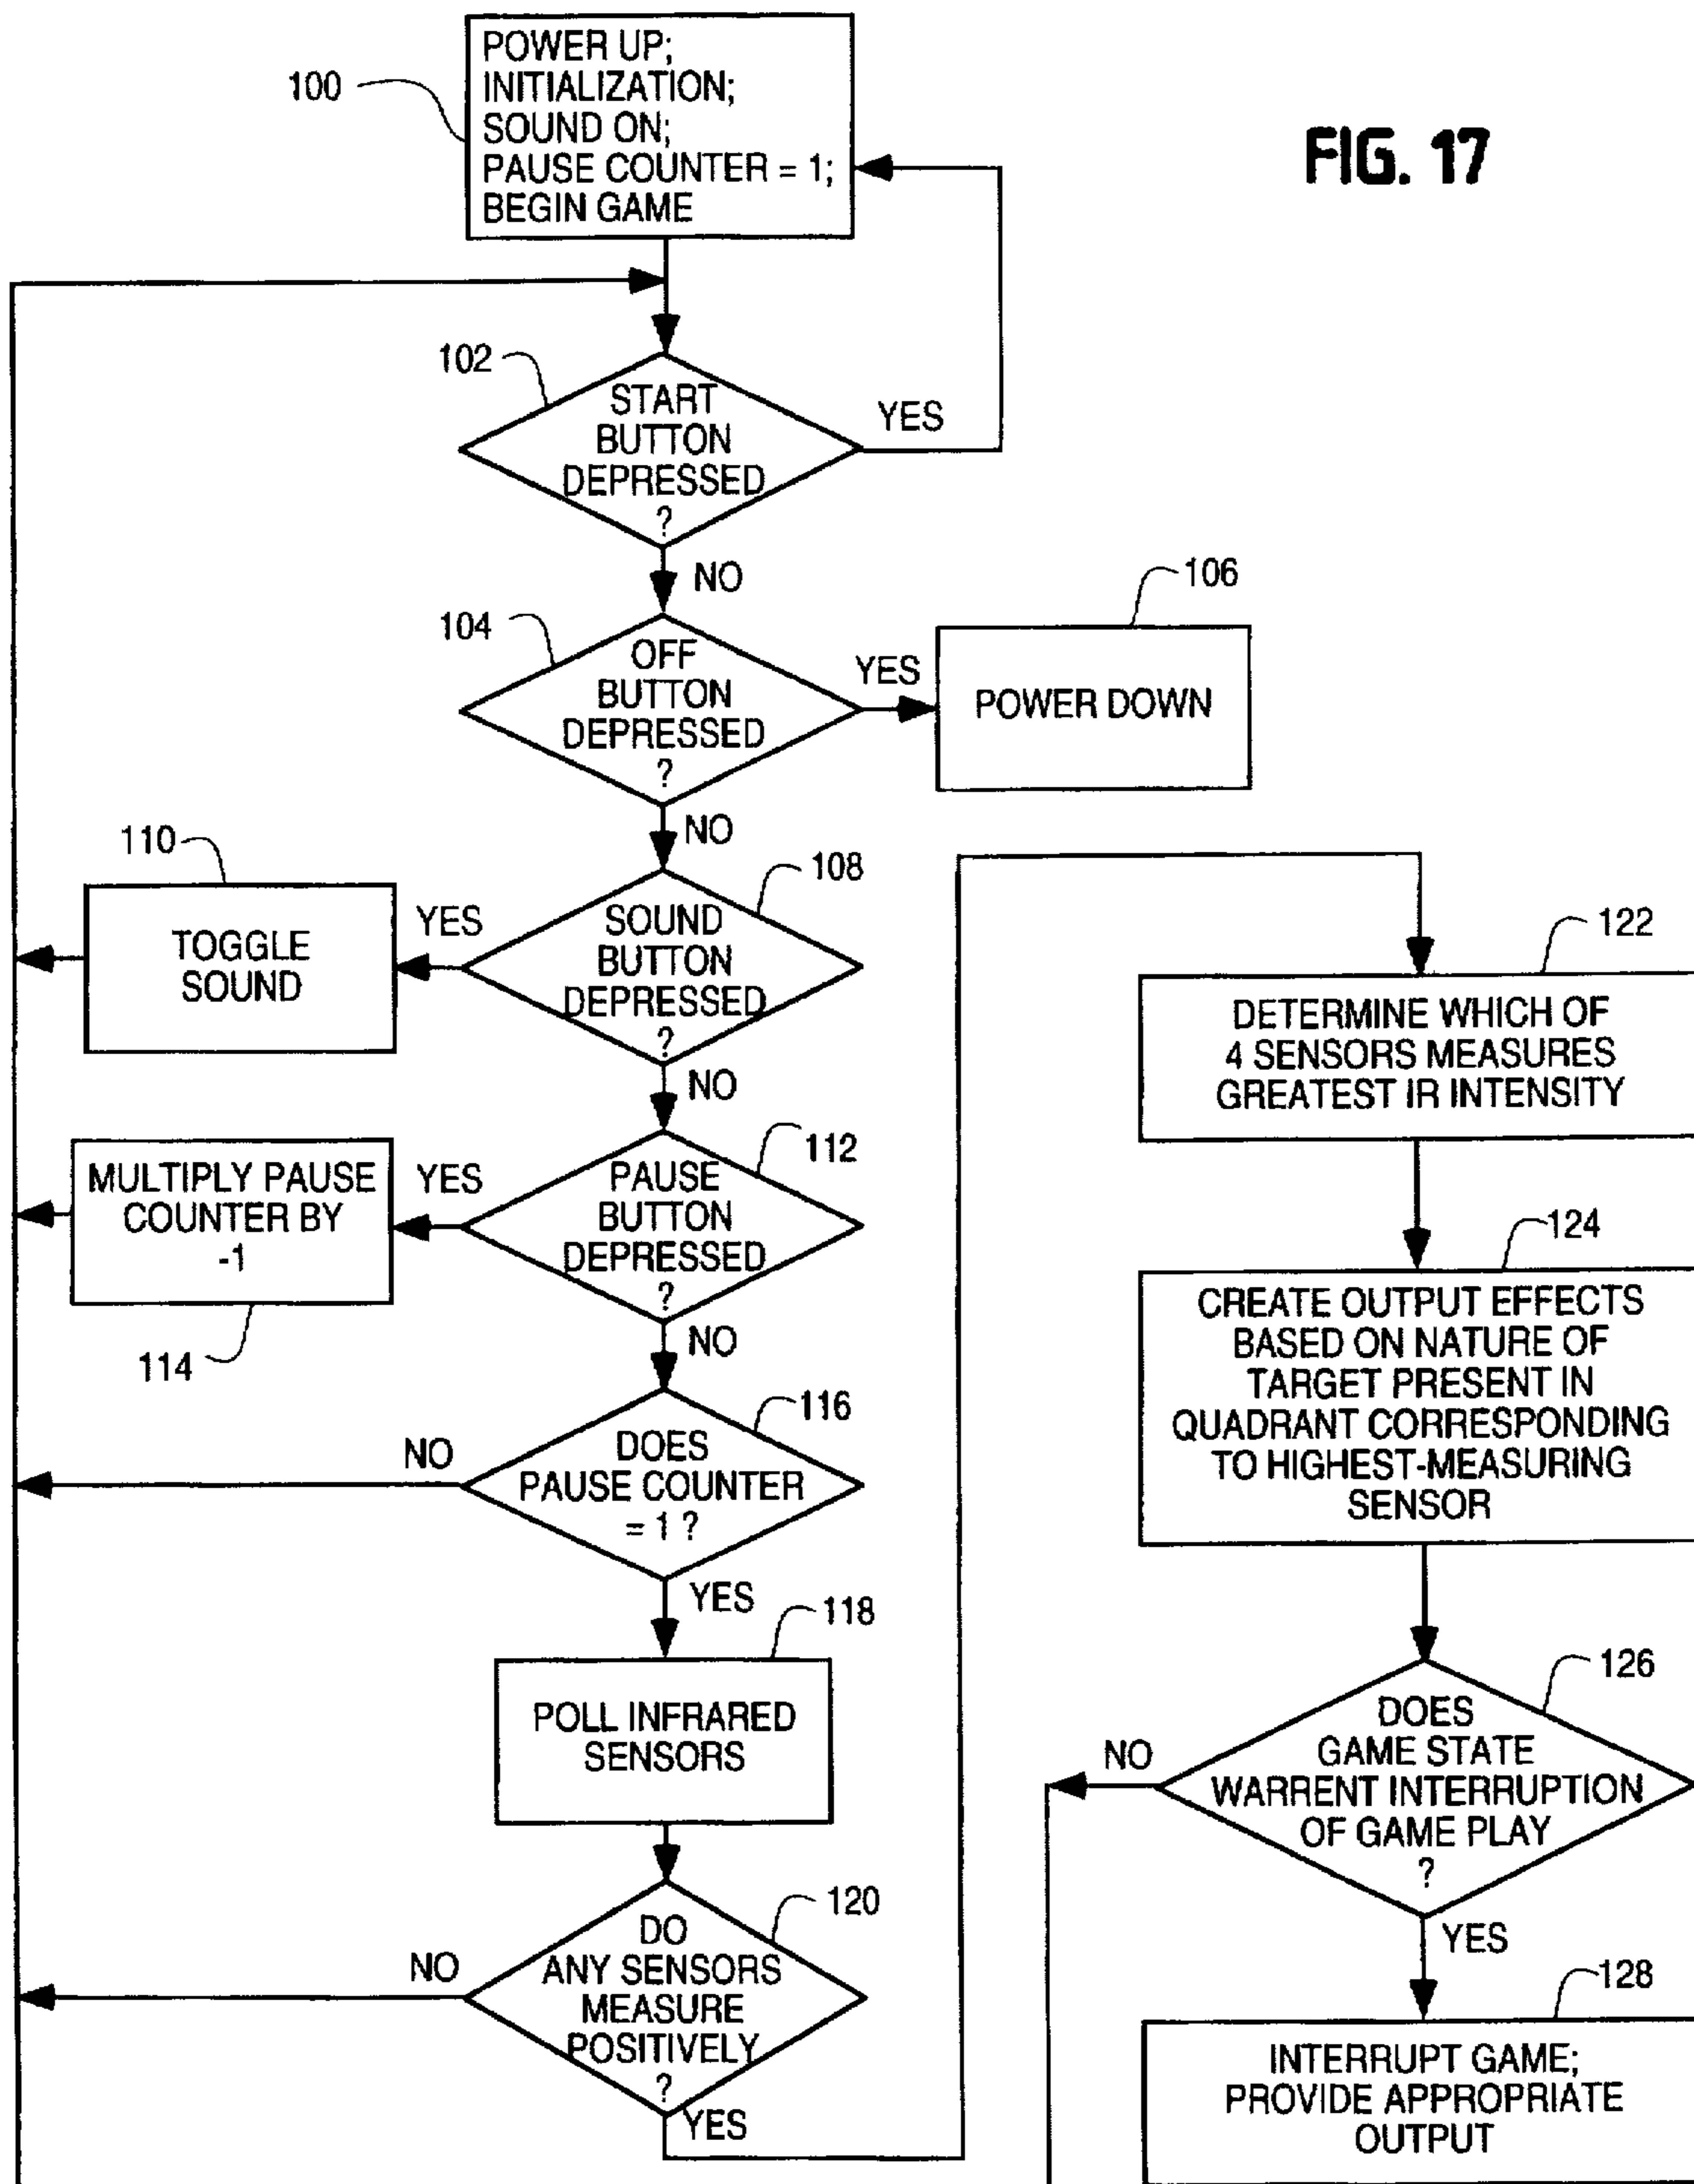 FIG. 17
100
POWER UP;
INITIALIZATION;
SOUND ON;
PAUSE COUNTER = 1;
BEGIN GAME
102
START
BUTTON
DEPRESSED
?
YES
NO
104
OFF
BUTTON
DEPRESSED
?
YES
106
POWER DOWN
NO
108
SOUND
BUTTON
DEPRESSED
?
YES
110
TOGGLE
SOUND
NO
112
PAUSE
BUTTON
DEPRESSED
?
YES
MULTIPLY PAUSE
COUNTER BY
-1
114
NO
116
DOES
PAUSE COUNTER
= 1 ?
NO
YES
118
POLL INFRARED
SENSORS
120
DO
ANY SENSORS
MEASURE
POSITIVELY
?
NO
YES
122
DETERMINE WHICH OF
4 SENSORS MEASURES
GREATEST IR INTENSITY
124
CREATE OUTPUT EFFECTS
BASED ON NATURE OF
TARGET PRESENT IN
QUADRANT CORRESPONDING
TO HIGHEST-MEASURING
SENSOR
126
DOES
GAME STATE
WARRENT INTERRUPTION
OF GAME PLAY
?
NO
YES
128
INTERRUPT GAME;
PROVIDE APPROPRIATE
OUTPUT